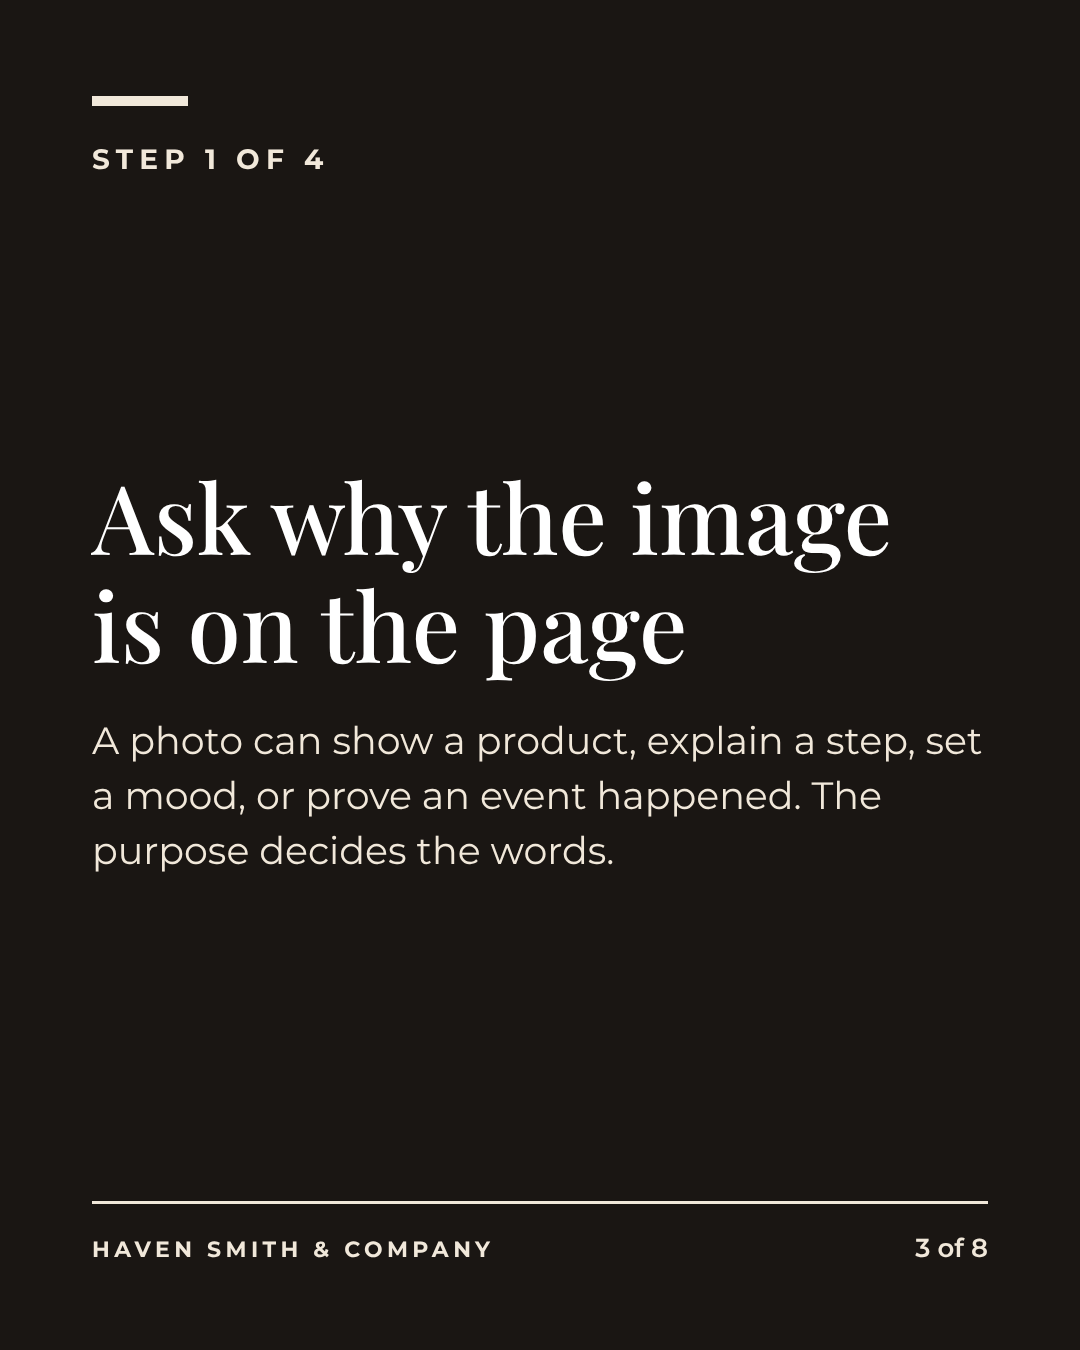 STEP 1 OF 4
Ask why the image
is on the page
A photo can show a product, explain a step, set
a mood, or prove an event happened. The
purpose decides the words.
HAVEN SMITH & COMPANY
3 of 8